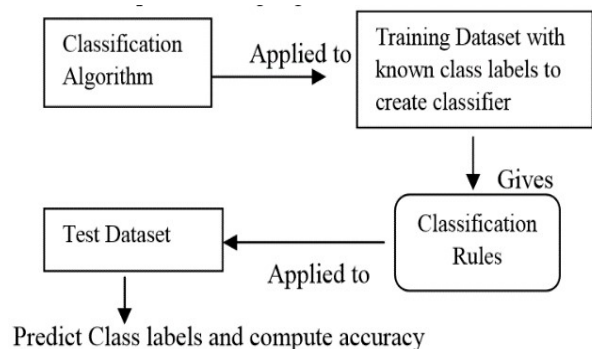 Classification
Algorithm
Applied to
Training Dataset with
known class labels to
create classifier
Gives
Classification
Rules
Applied to
Test Dataset
Predict Class labels and compute accuracy